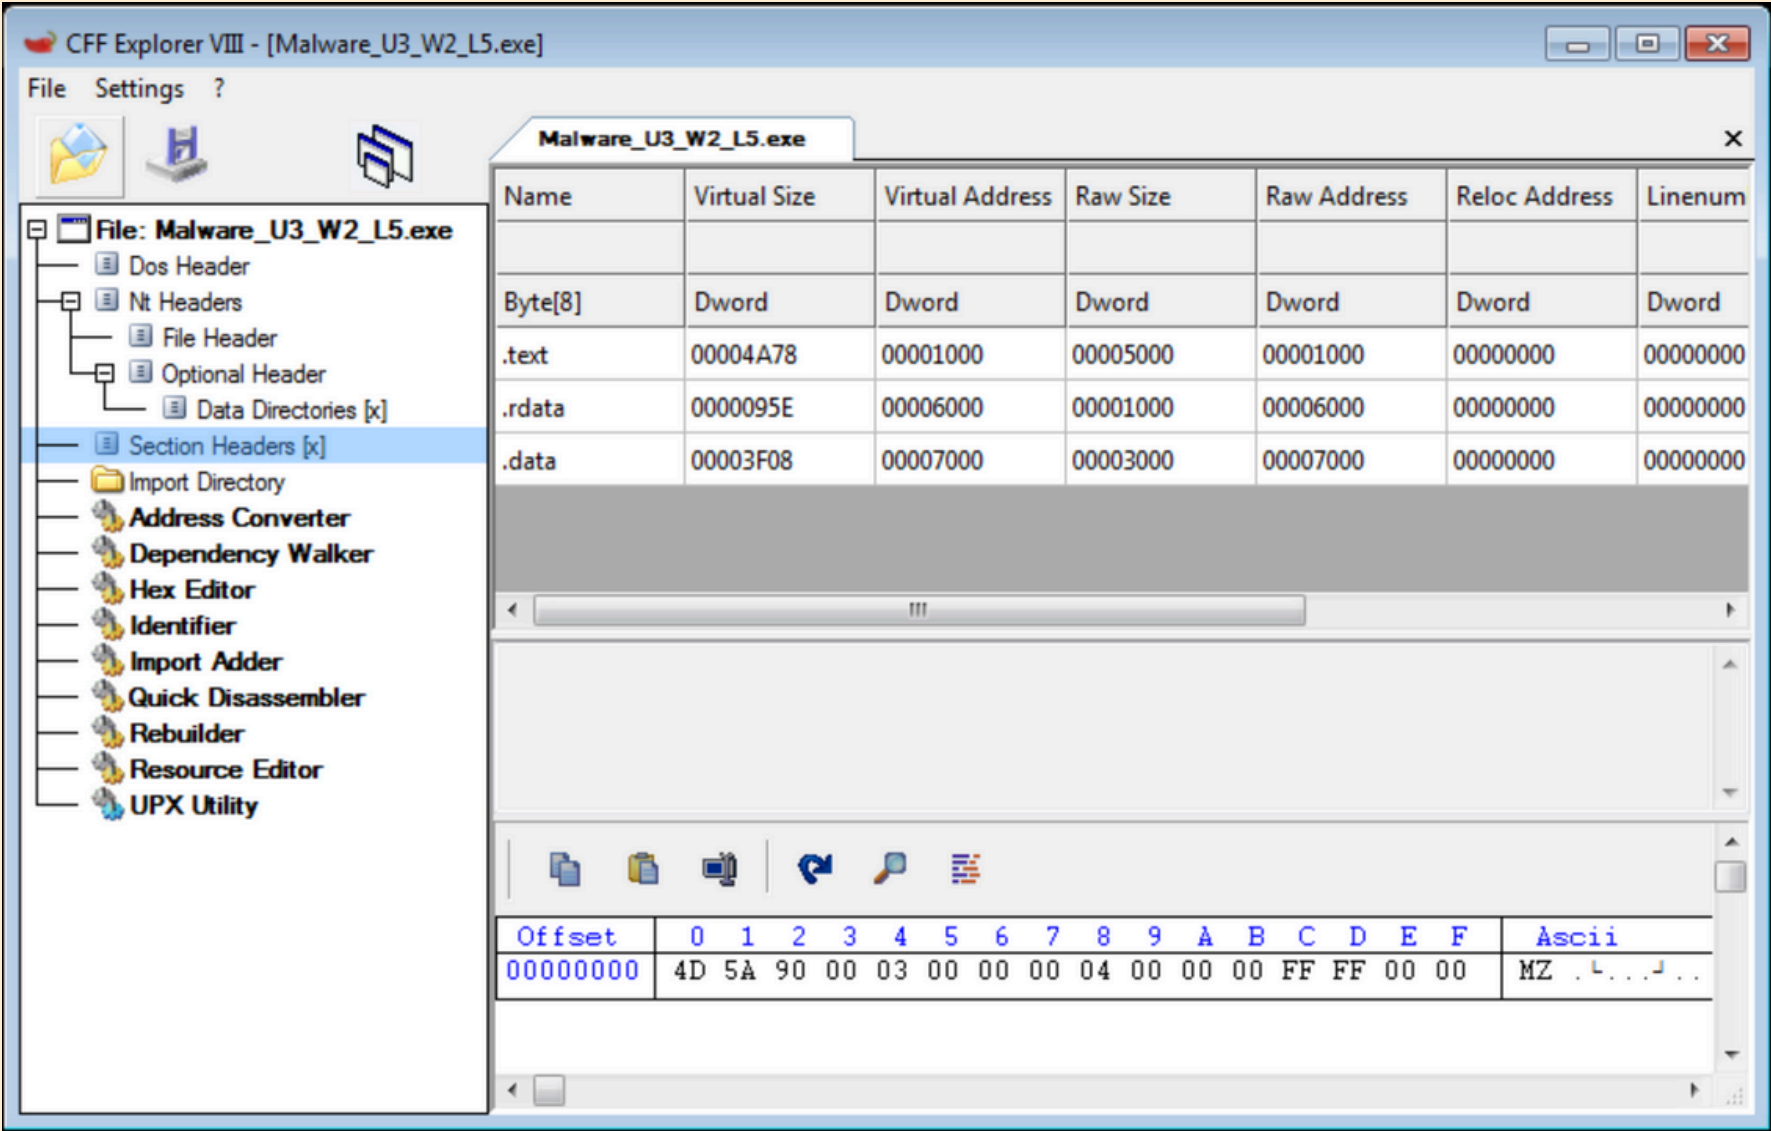 CFF Explorer VIII - [Malware_U3_W2_L5.exe]
File Settings ?
Malware_U3_W2_L5.exe
File: Malware_U3_W2_L5.exe
Dos Header
Nt Headers
File Header
Optional Header
Data Directories [x]
Section Headers [x]
Import Directory
Address Converter
Dependency Walker
Hex Editor
Identifier
Import Adder
Quick Disassembler
Rebuilder
Resource Editor
UPX Utility
Name Virtual Size Virtual Address Raw Size Raw Address Reloc Address Linenum
Byte[8] Dword Dword Dword Dword Dword Dword
.text 00004A78 00001000 00005000 00001000 00000000 00000000
.rdata 0000095E 00006000 00001000 00006000 00000000 00000000
.data 00003F08 00007000 00003000 00007000 00000000 00000000
Offset 0 1 2 3 4 5 6 7 8 9 A B C D E F Ascii
00000000 4D 5A 90 00 03 00 00 00 04 00 00 00 FF FF 00 00 MZ .└...┘..